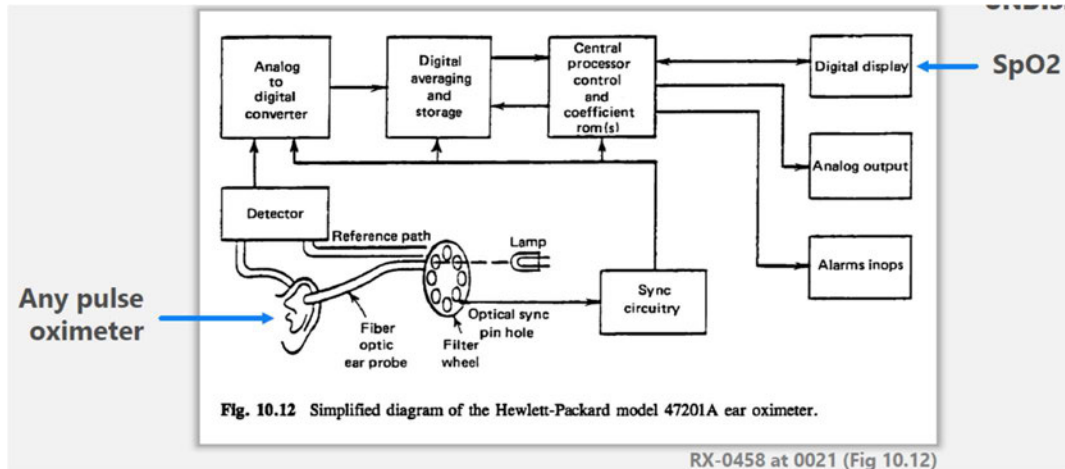 SpO2
Analog
to
digital
converter
Digital
averaging
and
storage
Central
processor
control
and
coefficient
rom(s)
Digital display
Analog output
Alarms inops
Detector
Reference path
Lamp
Sync
circuitry
Optical sync
pin hole
Filter
wheel
Fiber
optic
ear probe
Any pulse
oximeter
Fig. 10.12 Simplified diagram of the Hewlett-Packard model 47201A ear oximeter.
RX-0458 at 0021 (Fig 10.12)